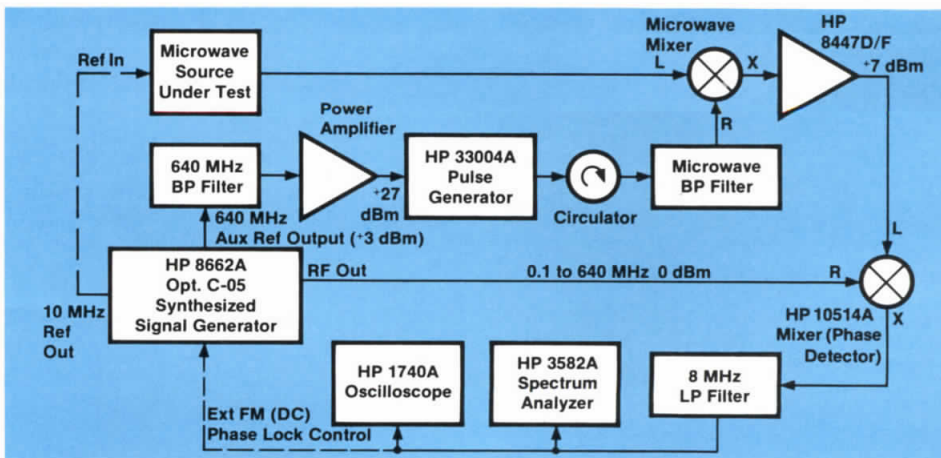 Ref In
Microwave
Source
Under Test
Microwave
Mixer
L
X
R
HP
8447D/F
+7 dBm
Power
Amplifier
640 MHz
BP Filter
+27
dBm
HP 33004A
Pulse
Generator
Circulator
Microwave
BP Filter
640 MHz
Aux Ref Output (+3 dBm)
HP 8662A
Opt. C-05
Synthesized
Signal Generator
RF Out
0.1 to 640 MHz 0 dBm
R
L
X
HP 10514A
Mixer (Phase
Detector)
10 MHz
Ref
Out
HP 1740A
Oscilloscope
HP 3582A
Spectrum
Analyzer
8 MHz
LP Filter
Ext FM (DC)
Phase Lock Control